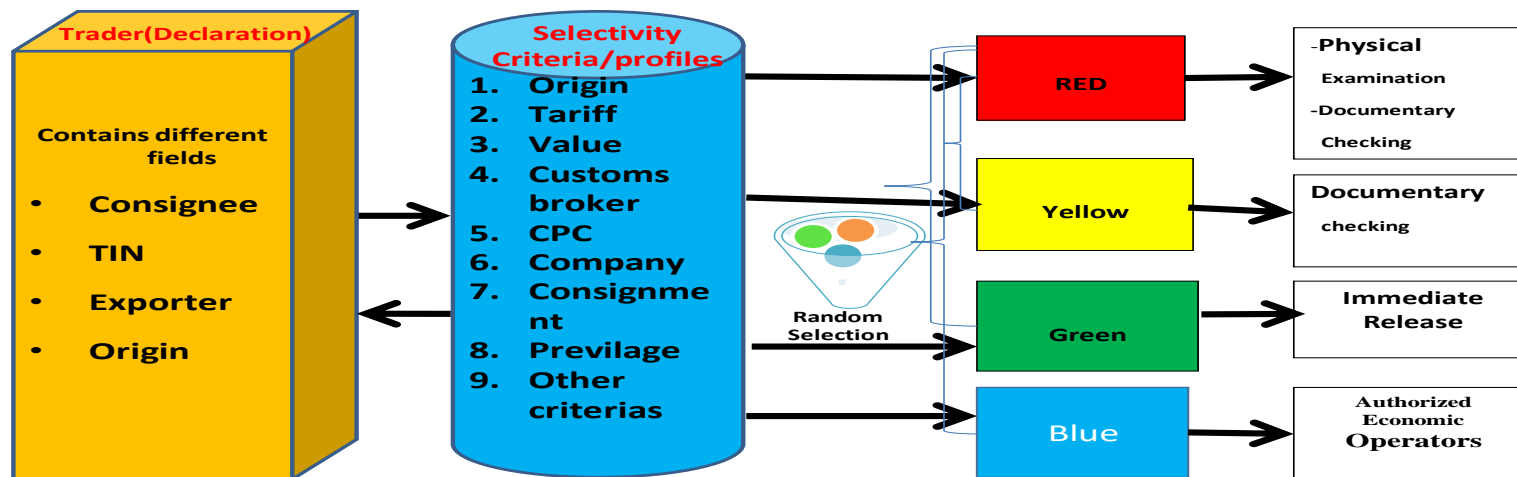 Trader(Declaration)
Contains different
fields
• Consignee
• TIN
• Exporter
• Origin
Selectivity
Criteria/profiles
1. Origin
2. Tariff
3. Value
4. Customs
broker
5. CPC
6. Company
7. Consignme
nt
8. Previlage
9. Other
criterias
Random
Selection
RED
Yellow
Green
Blue
-Physical
Examination
-Documentary
Checking
Documentary
checking
Immediate
Release
Authorized
Economic
Operators